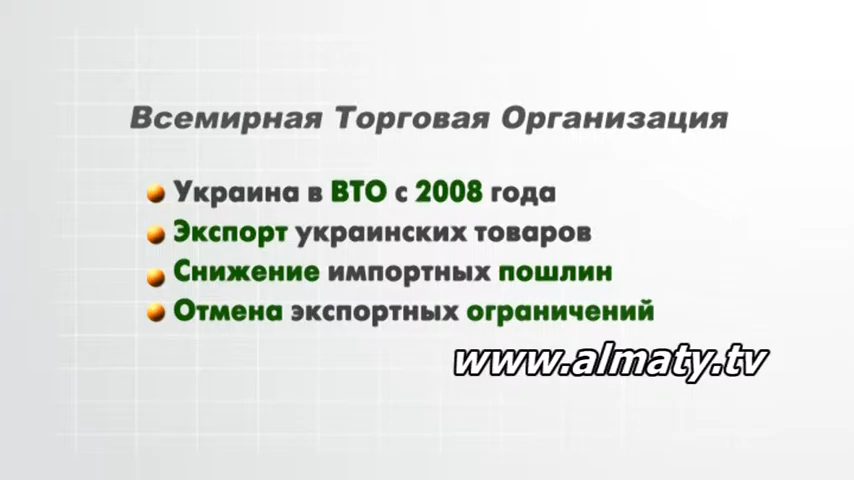 Всемирная Торговая Организация
Украина в ВТО с 2008 года
Экспорт украинских товаров
Снижение импортных пошлин
Отмена экспортных ограничений
www.almaty.tv